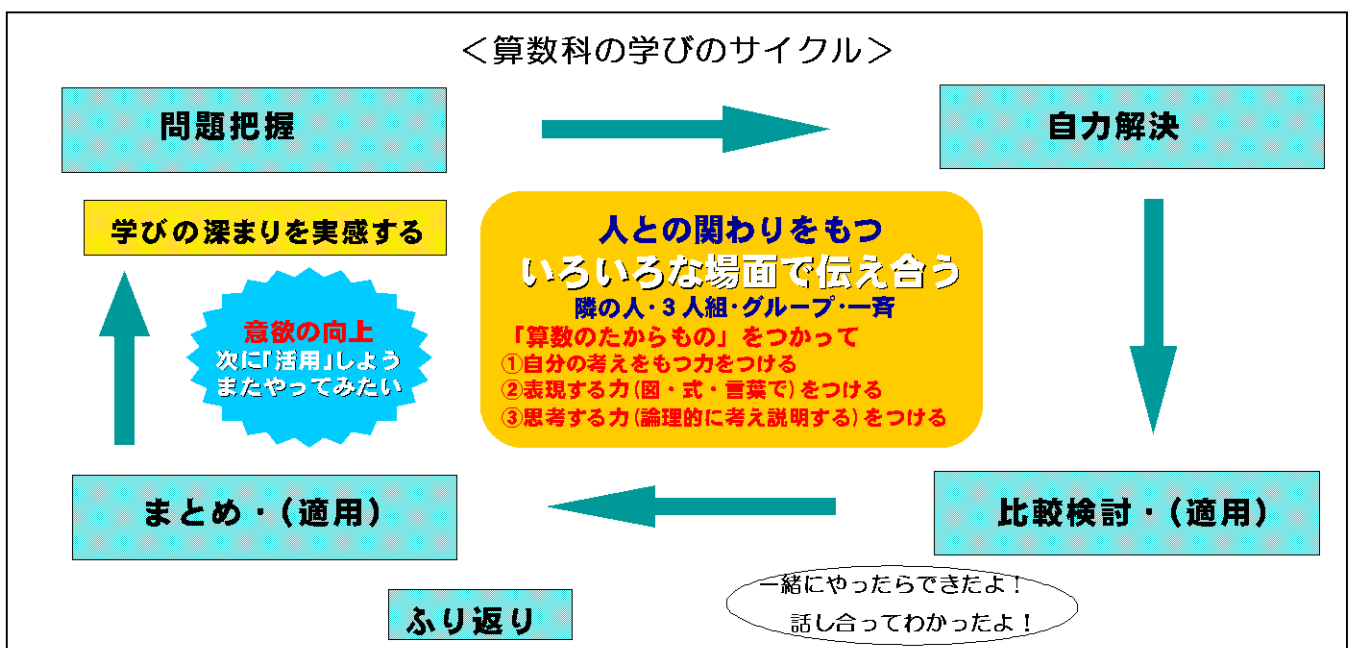 ＜算数科の学びのサイクル＞
問題把握
自力解決
学びの深まりを実感する
人との関わりをもつ
いろいろな場面で伝え合う
隣の人・３人組・グループ・一斉
「算数のたからもの」をつかって
①自分の考えをもつ力をつける
②表現する力(図・式・言葉で)をつける
③思考する力(論理的に考え説明する)をつける
意欲の向上
次に「活用」しよう
またやってみたい
まとめ・(適用)
比較検討・(適用)
一緒にやったらできたよ！
話し合ってわかったよ！
ふり返り